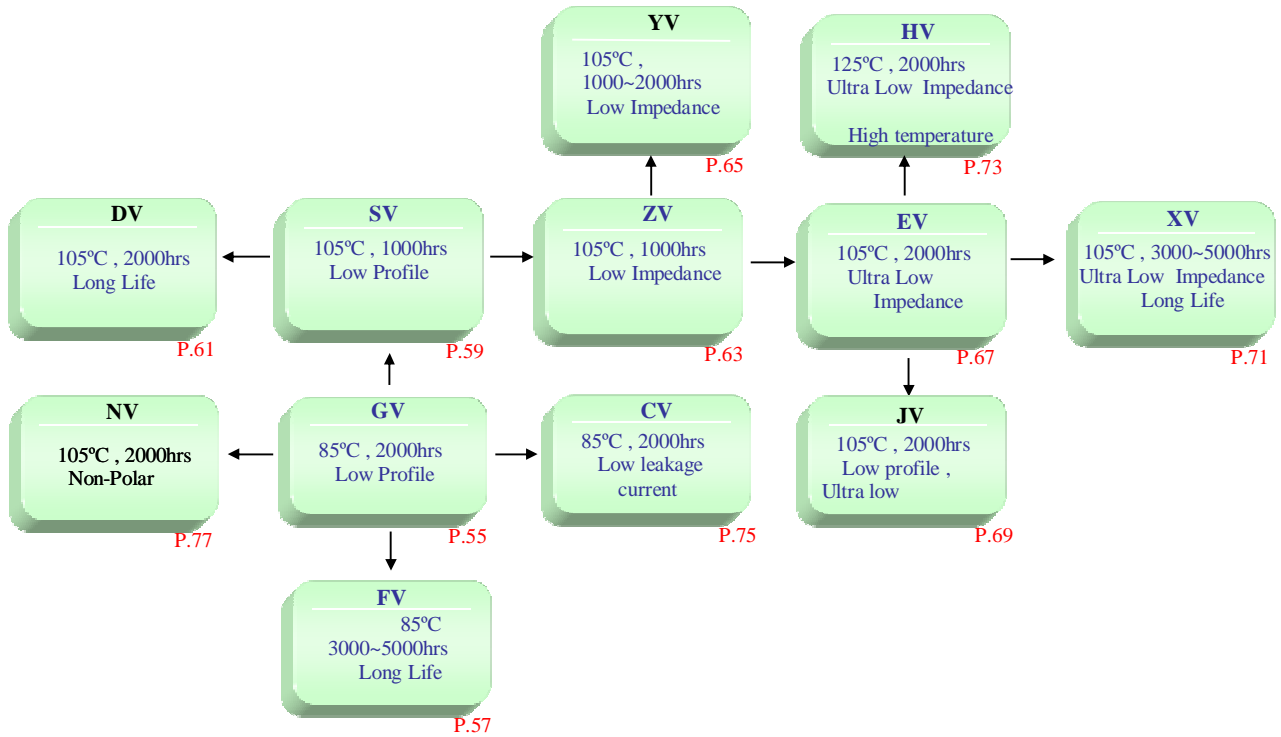 YV
105ºC ,
1000~2000hrs
Low Impedance
P.65
HV
125ºC , 2000hrs
Ultra Low Impedance
High temperature
P.73
DV
105ºC , 2000hrs
Long Life
P.61
SV
105ºC , 1000hrs
Low Profile
P.59
ZV
105ºC , 1000hrs
Low Impedance
P.63
EV
105ºC , 2000hrs
Ultra Low
Impedance
P.67
XV
105ºC , 3000~5000hrs
Ultra Low Impedance
Long Life
P.71
NV
105ºC , 2000hrs
Non-Polar
P.77
GV
85ºC , 2000hrs
Low Profile
P.55
CV
85ºC , 2000hrs
Low leakage
current
P.75
JV
105ºC , 2000hrs
Low profile ,
Ultra low
P.69
FV
85ºC
3000~5000hrs
Long Life
P.57